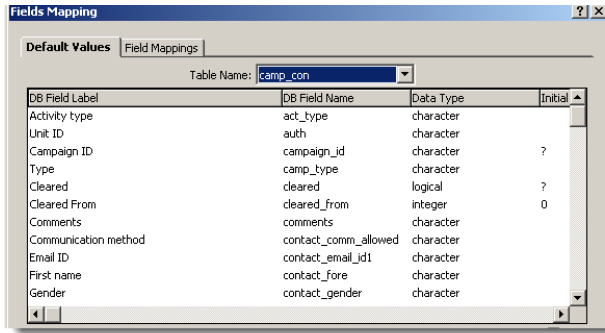 Fields Mapping
Default Values Field Mappings
Table Name: camp_con
DB Field Label DB Field Name Data Type Initial
Activity type act_type character
Unit ID auth character
Campaign ID campaign_id character ?
Type camp_type character
Cleared cleared logical ?
Cleared From cleared_from integer 0
Comments comments character
Communication method contact_comm_allowed character
Email ID contact_email_id1 character
First name contact_fore character
Gender contact_gender character